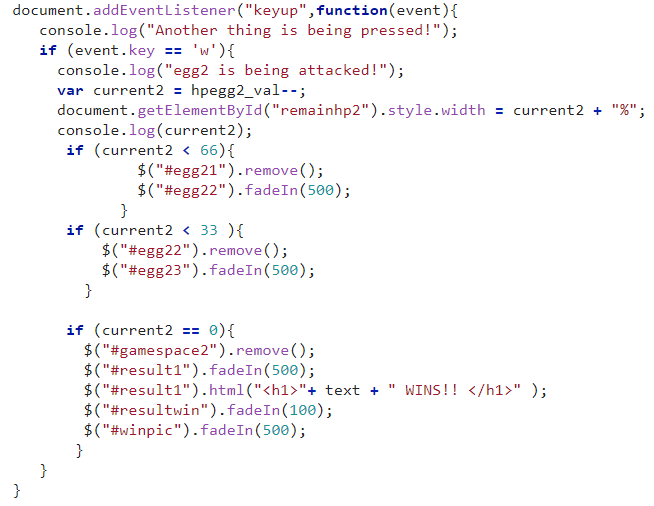 document.addEventListener("keyup",function(event){
console.log("Another thing is being pressed!");
if (event.key == 'w'){
console.log("egg2 is being attacked!");
var current2 = hpegg2_val--;
document.getElementById("remainhp2").style.width = current2 + "%";
console.log(current2);
if (current2 < 66){
$("#egg21").remove();
$("#egg22").fadeIn(500);
}
if (current2 < 33 ){
$("#egg22").remove();
$("#egg23").fadeIn(500);
}
if (current2 == 0){
$("#gamespace2").remove();
$("#result1").fadeIn(500);
$("#result1").html("<h1>"+ text + " WINS!! </h1>" );
$("#resultwin").fadeIn(100);
$("#winpic").fadeIn(500);
}
}
}